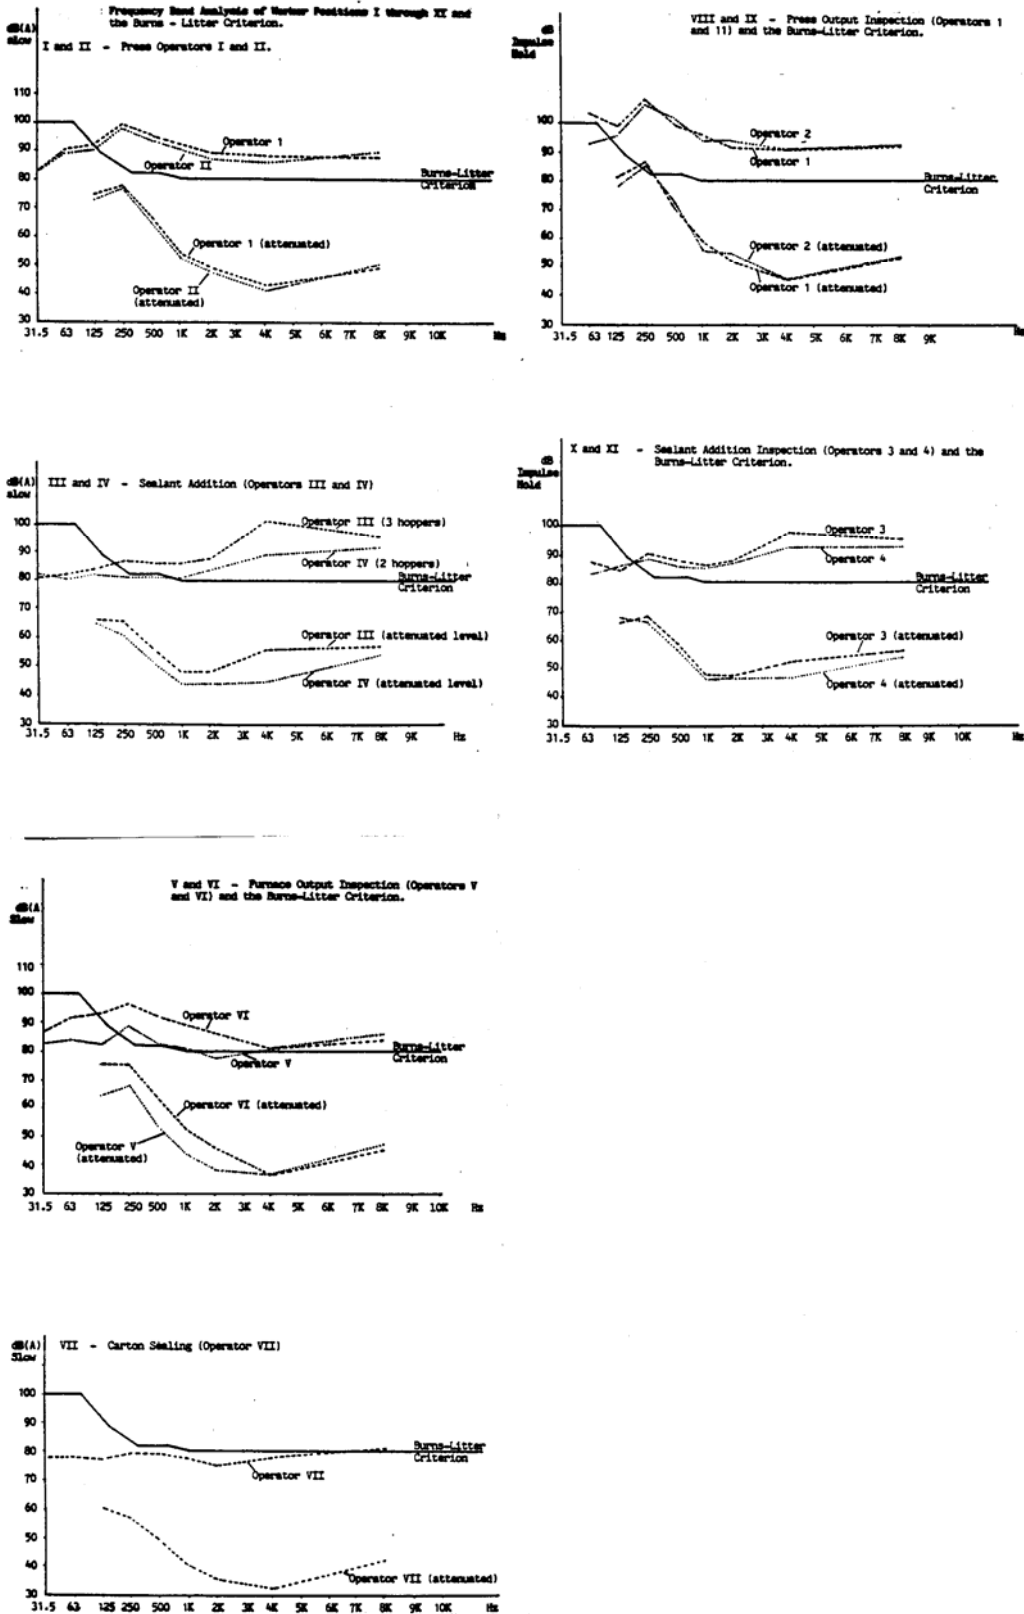 : Frequency Band Analysis of Worker Positions I through XI and
the Burns - Litter Criterion.
dB(A)
slow
I and II - Press Operators I and II.
110
100
90
80
70
60
50
40
30
Operator 1
Operator II
Burns-Litter
Criterion
Operator 1 (attenuated)
Operator II
(attenuated)
31.5 63 125 250 500 1K 2K 3K 4K 5K 6K 7K 8K 9K 10K Hz
VIII and IX - Press Output Inspection (Operators 1
and 11) and the Burns-Litter Criterion.
dB
Impulse
Hold
100
90
80
70
60
50
40
30
Operator 2
Operator 1
Burns-Litter
Criterion
Operator 2 (attenuated)
Operator 1 (attenuated)
31.5 63 125 250 500 1K 2K 3K 4K 5K 6K 7K 8K 9K Hz
dB(A)
slow
III and IV - Sealant Addition (Operators III and IV)
100
90
80
70
60
50
40
30
Operator III (3 hoppers)
Operator IV (2 hoppers)
Burns-Litter
Criterion
Operator III (attenuated level)
Operator IV (attenuated level)
31.5 63 125 250 500 1K 2K 3K 4K 5K 6K 7K 8K 9K Hz
X and XI - Sealant Addition Inspection (Operators 3 and 4) and the
Burns-Litter Criterion.
dB
Impulse
Hold
100
90
80
70
60
50
40
30
Operator 3
Operator 4
Burns-Litter
Criterion
Operator 3 (attenuated)
Operator 4 (attenuated)
31.5 63 125 250 500 1K 2K 3K 4K 5K 6K 7K 8K 9K 10K Hz
V and VI - Furnace Output Inspection (Operators V
and VI) and the Burns-Litter Criterion.
dB(A
Slow
110
100
90
80
70
60
50
40
30
Operator VI
Burns-Litter
Criterion
Operator V
Operator VI (attenuated)
Operator V
(attenuated)
31.5 63 125 250 500 1K 2K 3K 4K 5K 6K 7K 8K 9K 10K Hz
dB(A)
Slow
VII - Carton Sealing (Operator VII)
100
90
80
70
60
50
40
30
Burns-Litter
Criterion
Operator VII
Operator VII (attenuated)
31.5 63 125 250 500 1K 2K 3K 4K 5K 6K 7K 8K 9K 10K Hz